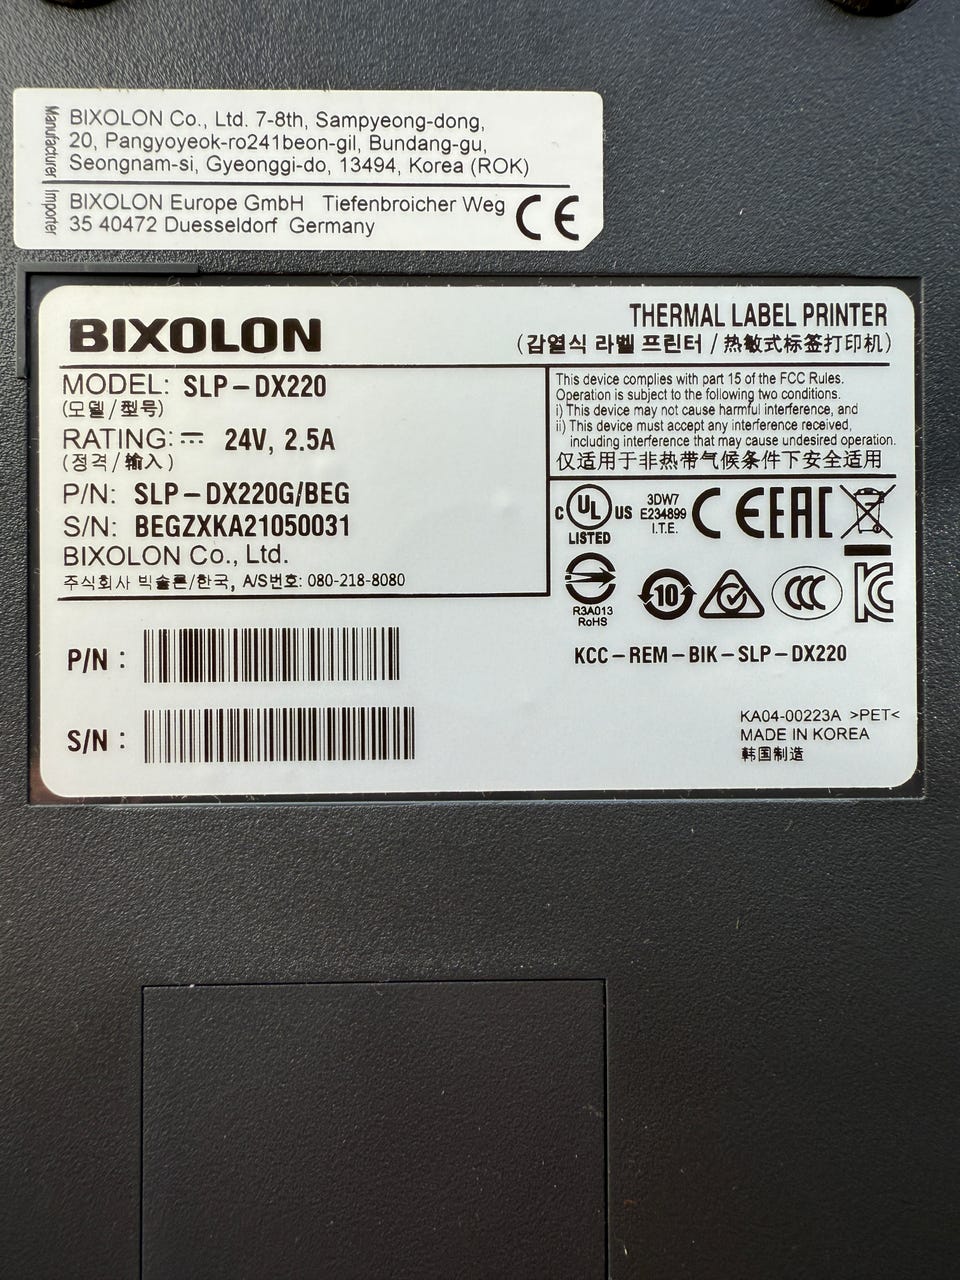 Manufacturer
BIXOLON Co., Ltd. 7-8th, Sampyeong-dong,
20, Pangyoyeok-ro241beon-gil, Bundang-gu,
Seongnam-si, Gyeonggi-do, 13494, Korea (ROK)
Importer
BIXOLON Europe GmbH Tiefenbroicher Weg
35 40472 Duesseldorf Germany
CE
BIXOLON
THERMAL LABEL PRINTER
(감열식 라벨 프린터 / 热敏式标签打印机)
MODEL: SLP-DX220
(모델/型号)
RATING: ⎓ 24V, 2.5A
(정격/输入)
P/N: SLP-DX220G/BEG
S/N: BEGZXKA21050031
BIXOLON Co., Ltd.
주식회사 빅솔론/한국, A/S번호: 080-218-8080
This device complies with part 15 of the FCC Rules.
Operation is subject to the following two conditions.
i) This device may not cause harmful interference, and
ii) This device must accept any interference received,
including interference that may cause undesired operation.
仅适用于非热带气候条件下安全适用
C UL US
LISTED
3DW7
E234899
I.T.E.
CE EAC
R3A013
RoHS
10
CCC
KC
KCC-REM-BIK-SLP-DX220
P/N :
S/N :
KA04-00223A >PET<
MADE IN KOREA
韩国制造